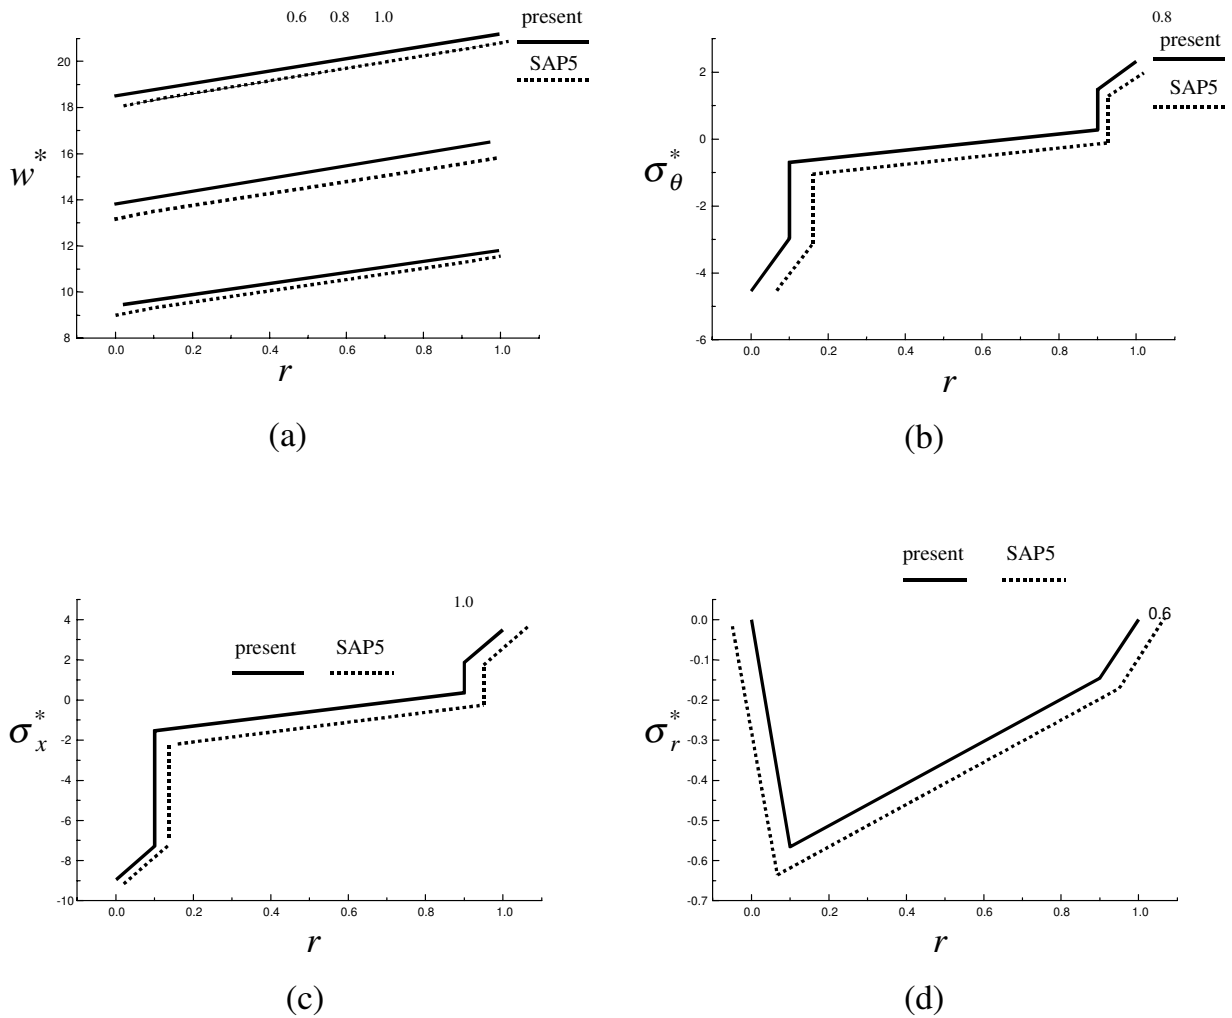 0.6 0.8 1.0
present
SAP5
20
18
16
14
12
10
8
w*
0.0 0.2 0.4 0.6 0.8 1.0
r
(a)
0.8
present
SAP5
2
0
-2
-4
-6
σ*θ
0.0 0.2 0.4 0.6 0.8 1.0
r
(b)
1.0
present SAP5
4
2
0
-2
-4
-6
-8
-10
σ*x
0.0 0.2 0.4 0.6 0.8 1.0
r
(c)
present SAP5
0.6
0.0
-0.1
-0.2
-0.3
-0.4
-0.5
-0.6
-0.7
σ*r
0.0 0.2 0.4 0.6 0.8 1.0
r
(d)